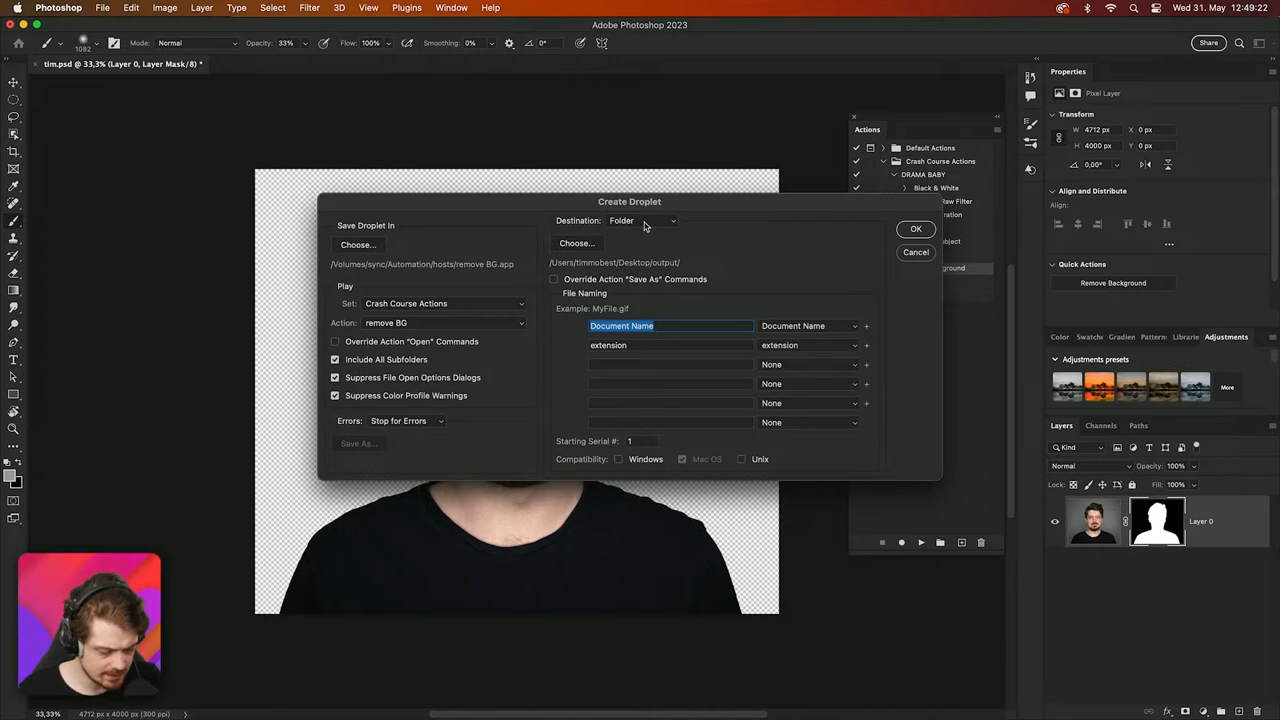 Photoshop File Edit Image Layer Type Select Filter 3D View Plugins Window Help Wed 31. May 12:49:22
Adobe Photoshop 2023
1082 Mode: Normal Opacity: 33% Flow: 100% Smoothing: 0% 0° Share
tim.psd @ 33,3% (Layer 0, Layer Mask/8) *
Actions
Default Actions
Crash Course Actions
DRAMA BABY
Black & White
Raw Filter
ration
bject
ground
Create Droplet
Save Droplet In
Choose...
/Volumes/sync/Automation/hosts/remove BG.app
Play
Set: Crash Course Actions
Action: remove BG
Override Action “Open” Commands
Include All Subfolders
Suppress File Open Options Dialogs
Suppress Color Profile Warnings
Errors: Stop for Errors
Save As...
Destination: Folder
Choose...
/Users/timmobest/Desktop/output/
Override Action “Save As” Commands
File Naming
Example: MyFile.gif
Document Name Document Name +
extension extension +
None +
None +
None +
None
Starting Serial #: 1
Compatibility: Windows Mac OS Unix
OK
Cancel
Properties
Pixel Layer
Transform
W 4712 px X 0 px
H 4000 px Y 0 px
0,00°
Align and Distribute
Align:
Quick Actions
Remove Background
Color Swatche Gradien Pattern: Librarie Adjustments
Adjustments presets
More
Layers Channels Paths
Kind
Normal Opacity: 100%
Lock: Fill: 100%
Layer 0
33,33% 4712 px x 4000 px (300 ppi)